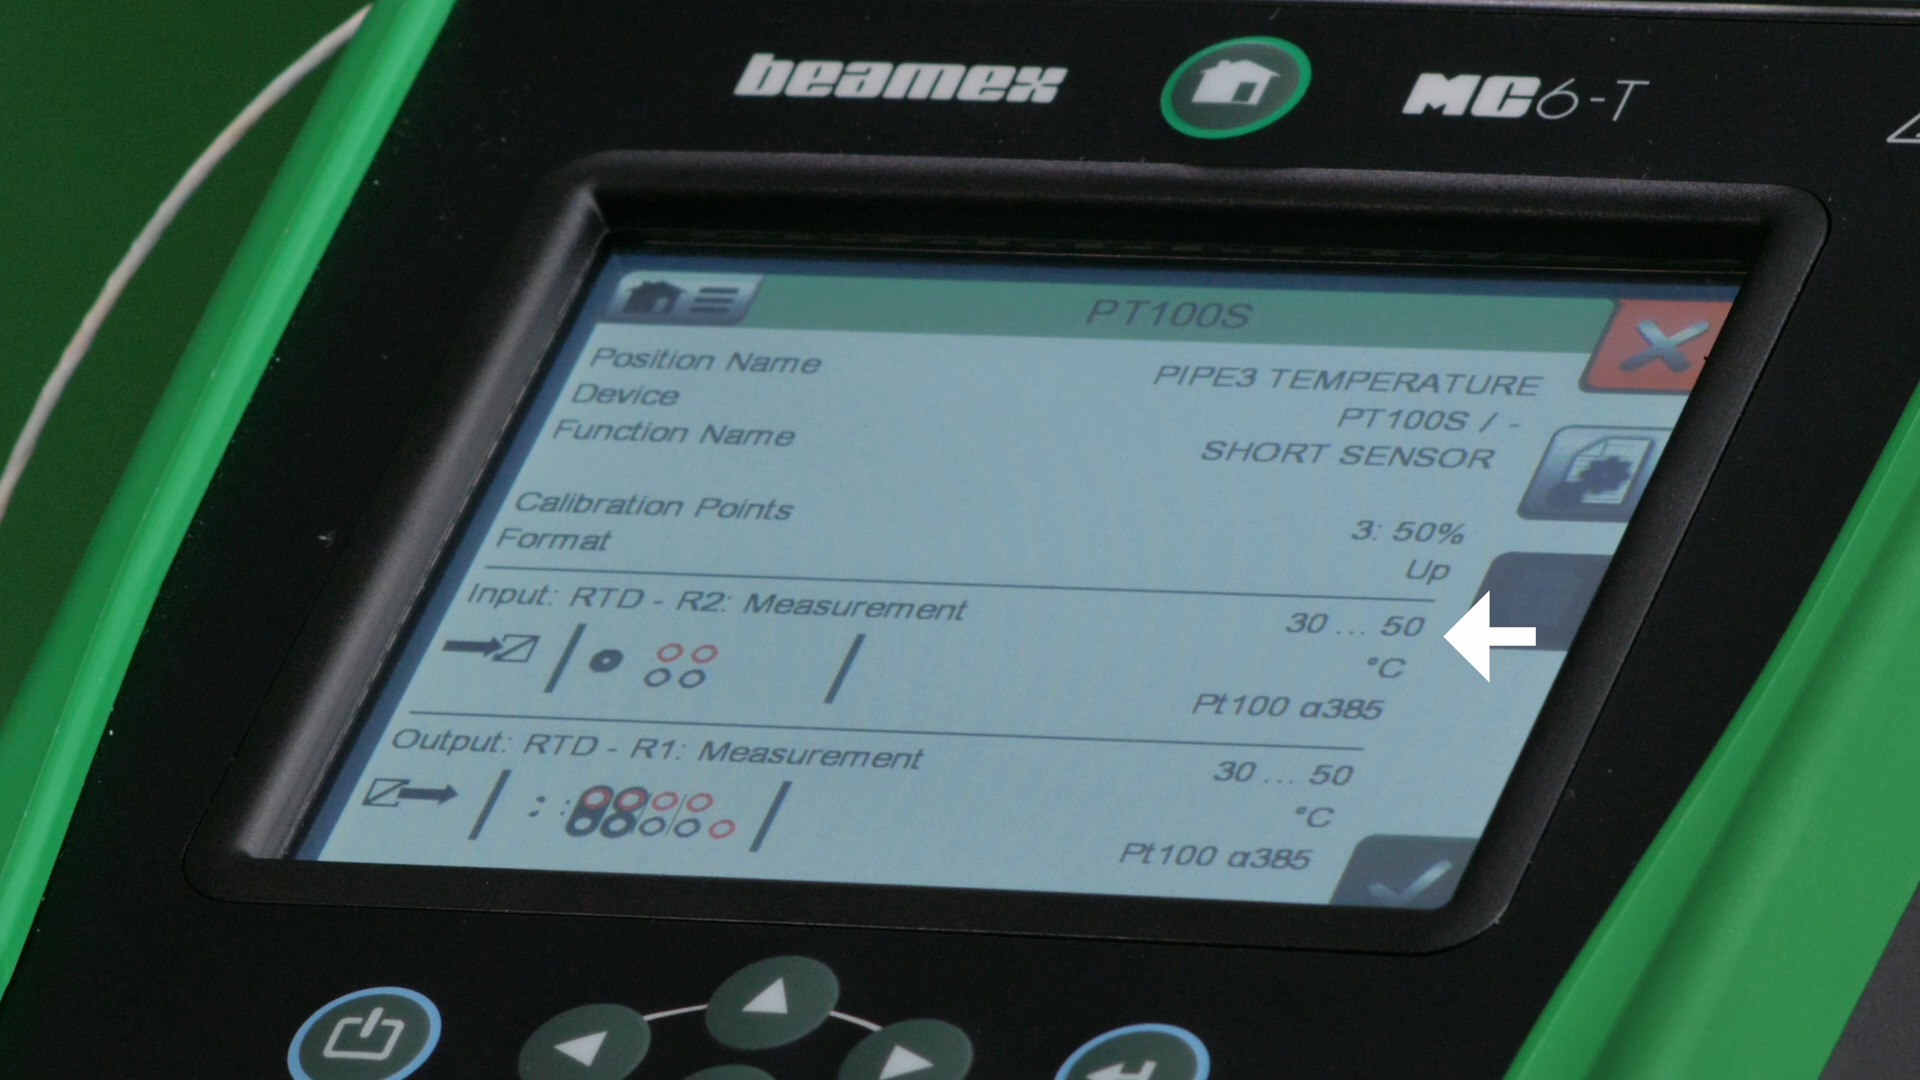 beamex MC6-T
PT100S
Position Name PIPE3 TEMPERATURE
Device PT100S / -
Function Name SHORT SENSOR
Calibration Points 3: 50%
Format Up
Input: RTD - R2: Measurement 30 ... 50
°C
Pt100 α385
Output: RTD - R1: Measurement 30 ... 50
°C
Pt100 α385